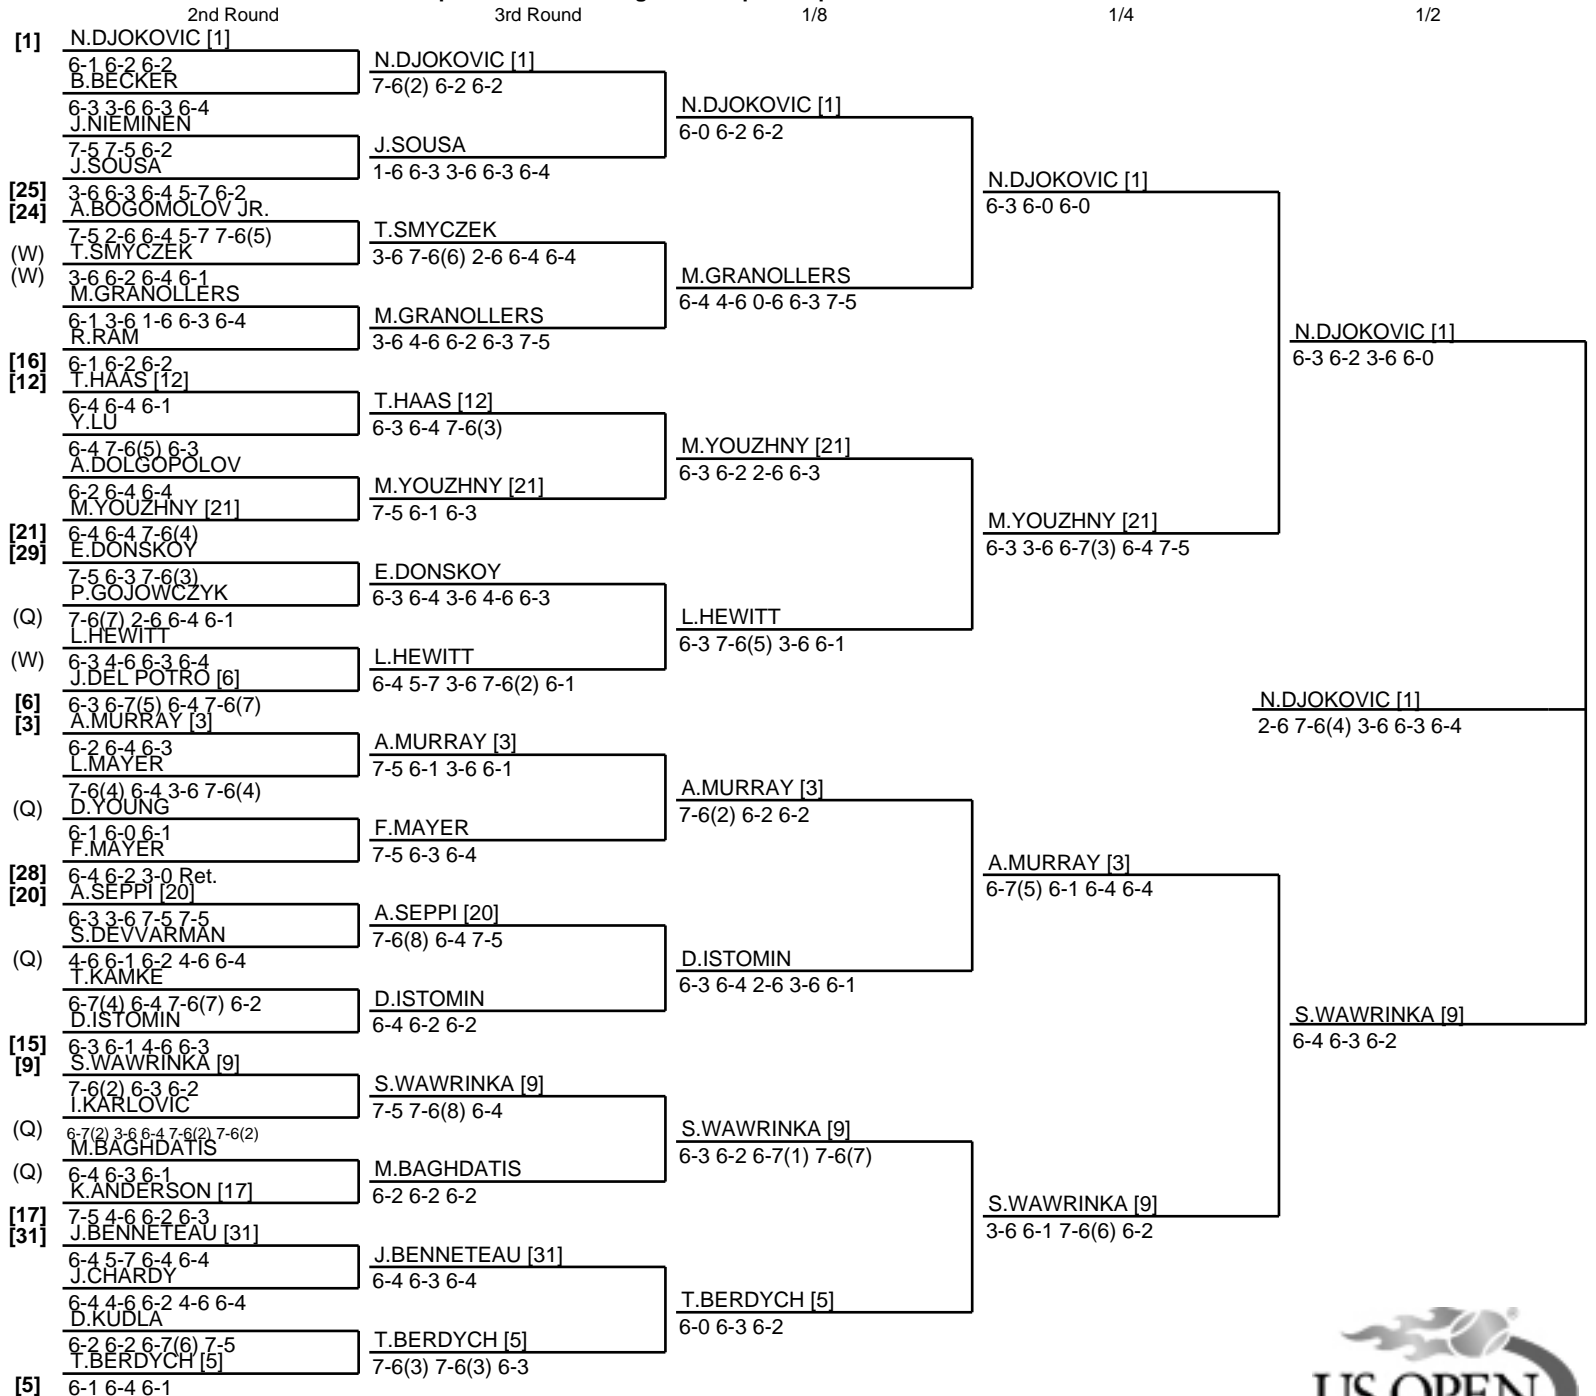 2nd Round 3rd Round 1/8 1/4 1/2
[1] N.DJOKOVIC [1]
6-1 6-2 6-2
B.BECKER
6-3 3-6 6-3 6-4
J.NIEMINEN
7-5 7-5 6-2
J.SOUSA
[25] 3-6 6-3 6-4 5-7 6-2
[24] A.BOGOMOLOV JR.
7-5 2-6 6-4 5-7 7-6(5)
(W) T.SMYCZEK
(W) 3-6 6-2 6-4 6-1
M.GRANOLLERS
6-1 3-6 1-6 6-3 6-4
R.RAM
[16] 6-1 6-2 6-2
[12] T.HAAS [12]
6-4 6-4 6-1
Y.LU
6-4 7-6(5) 6-3
A.DOLGOPOLOV
6-2 6-4 6-4
M.YOUZHNY [21]
[21] 6-4 6-4 7-6(4)
[29] E.DONSKOY
7-5 6-3 7-6(3)
P.GOJOWCZYK
(Q) 7-6(7) 2-6 6-4 6-1
L.HEWITT
(W) 6-3 4-6 6-3 6-4
J.DEL POTRO [6]
[6] 6-3 6-7(5) 6-4 7-6(7)
[3] A.MURRAY [3]
6-2 6-4 6-3
L.MAYER
7-6(4) 6-4 3-6 7-6(4)
(Q) D.YOUNG
6-1 6-0 6-1
F.MAYER
[28] 6-4 6-2 3-0 Ret.
[20] A.SEPPI [20]
6-3 3-6 7-5 7-5
S.DEVVARMAN
(Q) 4-6 6-1 6-2 4-6 6-4
T.KAMKE
6-7(4) 6-4 7-6(7) 6-2
D.ISTOMIN
[15] 6-3 6-1 4-6 6-3
[9] S.WAWRINKA [9]
7-6(2) 6-3 6-2
I.KARLOVIC
(Q) 6-7(2) 3-6 6-4 7-6(2) 7-6(2)
M.BAGHDATIS
(Q) 6-4 6-3 6-1
K.ANDERSON [17]
[17] 7-5 4-6 6-2 6-3
[31] J.BENNETEAU [31]
6-4 5-7 6-4 6-4
J.CHARDY
6-4 4-6 6-2 4-6 6-4
D.KUDLA
6-2 6-2 6-7(6) 7-5
T.BERDYCH [5]
[5] 6-1 6-4 6-1
N.DJOKOVIC [1]
7-6(2) 6-2 6-2
J.SOUSA
1-6 6-3 3-6 6-3 6-4
T.SMYCZEK
3-6 7-6(6) 2-6 6-4 6-4
M.GRANOLLERS
3-6 4-6 6-2 6-3 7-5
T.HAAS [12]
6-3 6-4 7-6(3)
M.YOUZHNY [21]
7-5 6-1 6-3
E.DONSKOY
6-3 6-4 3-6 4-6 6-3
L.HEWITT
6-4 5-7 3-6 7-6(2) 6-1
A.MURRAY [3]
7-5 6-1 3-6 6-1
F.MAYER
7-5 6-3 6-4
A.SEPPI [20]
7-6(8) 6-4 7-5
D.ISTOMIN
6-4 6-2 6-2
S.WAWRINKA [9]
7-5 7-6(8) 6-4
M.BAGHDATIS
6-2 6-2 6-2
J.BENNETEAU [31]
6-4 6-3 6-4
T.BERDYCH [5]
7-6(3) 7-6(3) 6-3
N.DJOKOVIC [1]
6-0 6-2 6-2
M.GRANOLLERS
6-4 4-6 0-6 6-3 7-5
M.YOUZHNY [21]
6-3 6-2 2-6 6-3
L.HEWITT
6-3 7-6(5) 3-6 6-1
A.MURRAY [3]
7-6(2) 6-2 6-2
D.ISTOMIN
6-3 6-4 2-6 3-6 6-1
S.WAWRINKA [9]
6-3 6-2 6-7(1) 7-6(7)
T.BERDYCH [5]
6-0 6-3 6-2
N.DJOKOVIC [1]
6-3 6-0 6-0
M.YOUZHNY [21]
6-3 3-6 6-7(3) 6-4 7-5
A.MURRAY [3]
6-7(5) 6-1 6-4 6-4
S.WAWRINKA [9]
3-6 6-1 7-6(6) 6-2
N.DJOKOVIC [1]
6-3 6-2 3-6 6-0
S.WAWRINKA [9]
6-4 6-3 6-2
N.DJOKOVIC [1]
2-6 7-6(4) 3-6 6-3 6-4
US OPEN